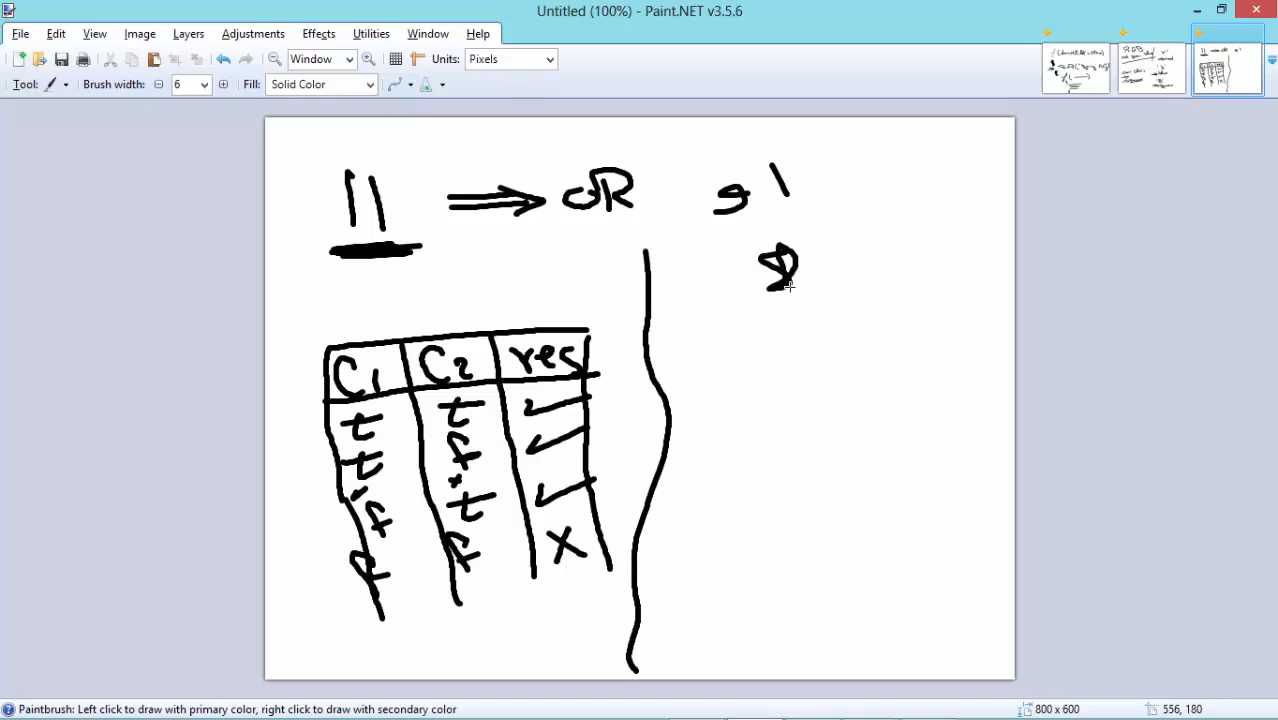 Untitled (100%) - Paint.NET v3.5.6
File Edit View Image Layers Adjustments Effects Utilities Window Help
Window Units: Pixels
Tool: Brush width: 6 Fill: Solid Color
|| ⟹ OR او
C1 C2 res
t t ✓
t f ✓
f t ✓
f f X
Paintbrush: Left click to draw with primary color, right click to draw with secondary color 800 x 600 556, 180